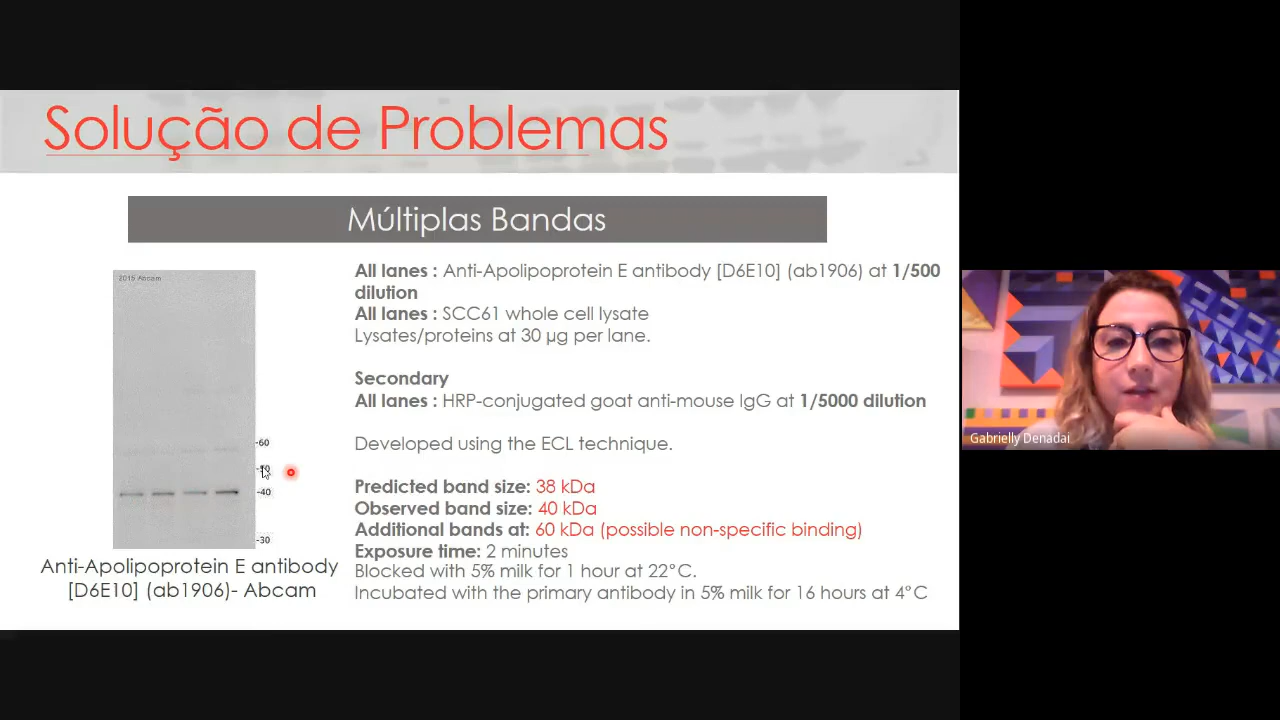 Solução de Problemas
Múltiplas Bandas
2015 Abcam
-60
-40
-30
Anti-Apolipoprotein E antibody
[D6E10] (ab1906)- Abcam
All lanes : Anti-Apolipoprotein E antibody [D6E10] (ab1906) at 1/500
dilution
All lanes : SCC61 whole cell lysate
Lysates/proteins at 30 µg per lane.
Secondary
All lanes : HRP-conjugated goat anti-mouse IgG at 1/5000 dilution
Developed using the ECL technique.
Predicted band size: 38 kDa
Observed band size: 40 kDa
Additional bands at: 60 kDa (possible non-specific binding)
Exposure time: 2 minutes
Blocked with 5% milk for 1 hour at 22°C.
Incubated with the primary antibody in 5% milk for 16 hours at 4°C
Gabrielly Denadai